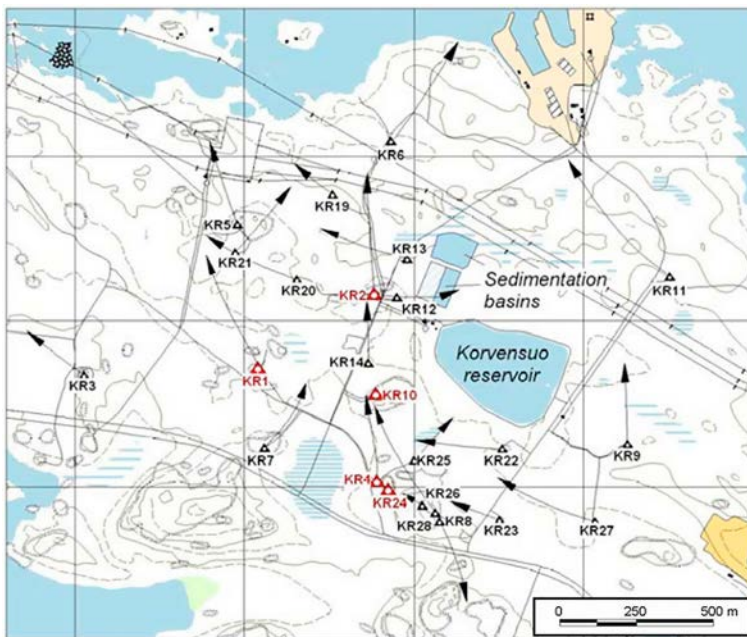 KR6
KR19
KR5
KR13
KR21
Sedimentation
basins
KR11
KR20
KR2
KR12
Korvensuo
reservoir
KR14
KR1
KR3
KR10
KR7
KR25
KR22
KR9
KR4
KR24
KR26
KR28
KR8
KR23
KR27
0 250 500 m